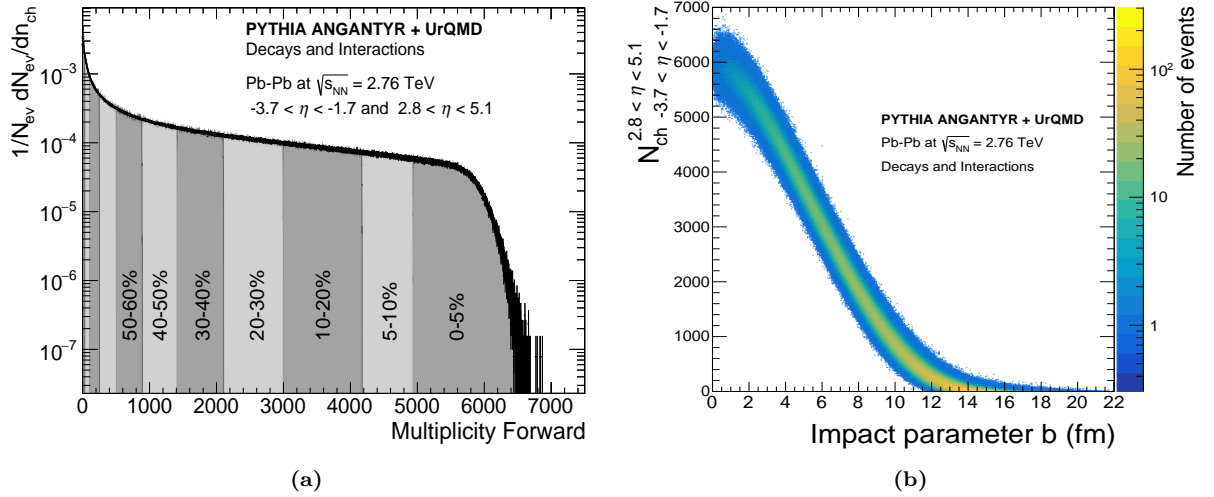 1/N_ev dN_ev/dn_ch
10⁻³
10⁻⁴
10⁻⁵
10⁻⁶
10⁻⁷
PYTHIA ANGANTYR + UrQMD
Decays and Interactions
Pb-Pb at √s_NN = 2.76 TeV
-3.7 < η < -1.7 and 2.8 < η < 5.1
50-60%
40-50%
30-40%
20-30%
10-20%
5-10%
0-5%
0 1000 2000 3000 4000 5000 6000 7000
Multiplicity Forward
(a)
N_ch^2.8 < η < 5.1 -3.7 < η < -1.7
7000
6000
5000
4000
3000
2000
1000
0
PYTHIA ANGANTYR + UrQMD
Pb-Pb at √s_NN = 2.76 TeV
Decays and Interactions
0 2 4 6 8 10 12 14 16 18 20 22
Impact parameter b (fm)
Number of events
10²
10
1
(b)